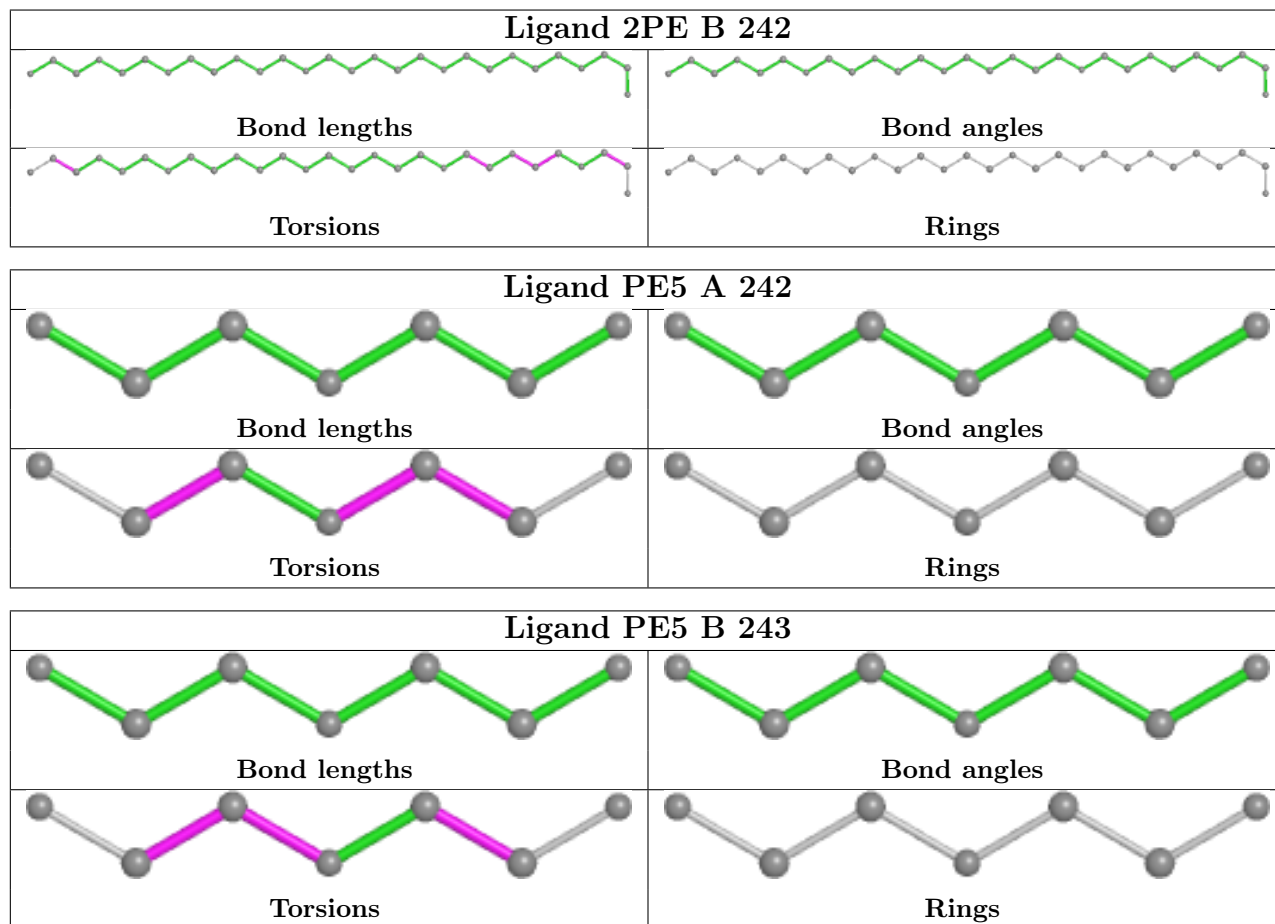 Ligand 2PE B 242
Bond lengths
Bond angles
Torsions
Rings
Ligand PE5 A 242
Bond lengths
Bond angles
Torsions
Rings
Ligand PE5 B 243
Bond lengths
Bond angles
Torsions
Rings